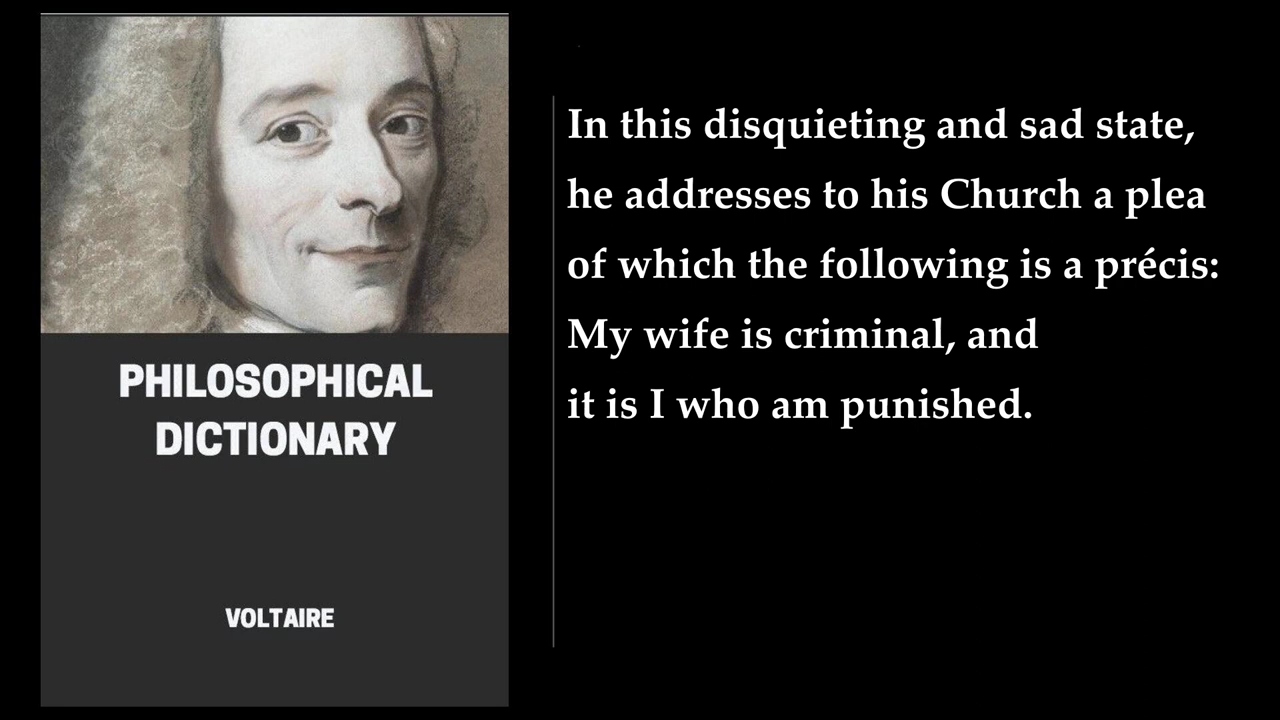 PHILOSOPHICAL
DICTIONARY
VOLTAIRE
In this disquieting and sad state,
he addresses to his Church a plea
of which the following is a précis:
My wife is criminal, and
it is I who am punished.